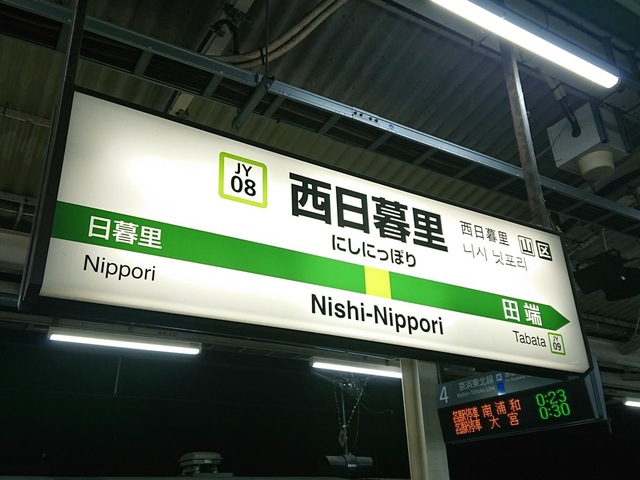 JY
08
西日暮里
にしにっぽり
西日暮里
니시 닛포리
山 区
日暮里
Nippori
Nishi-Nippori
田端
Tabata
JY
09
4 京浜東北線
各駅停車 南浦和 0:23
各駅停車 大宮 0:30